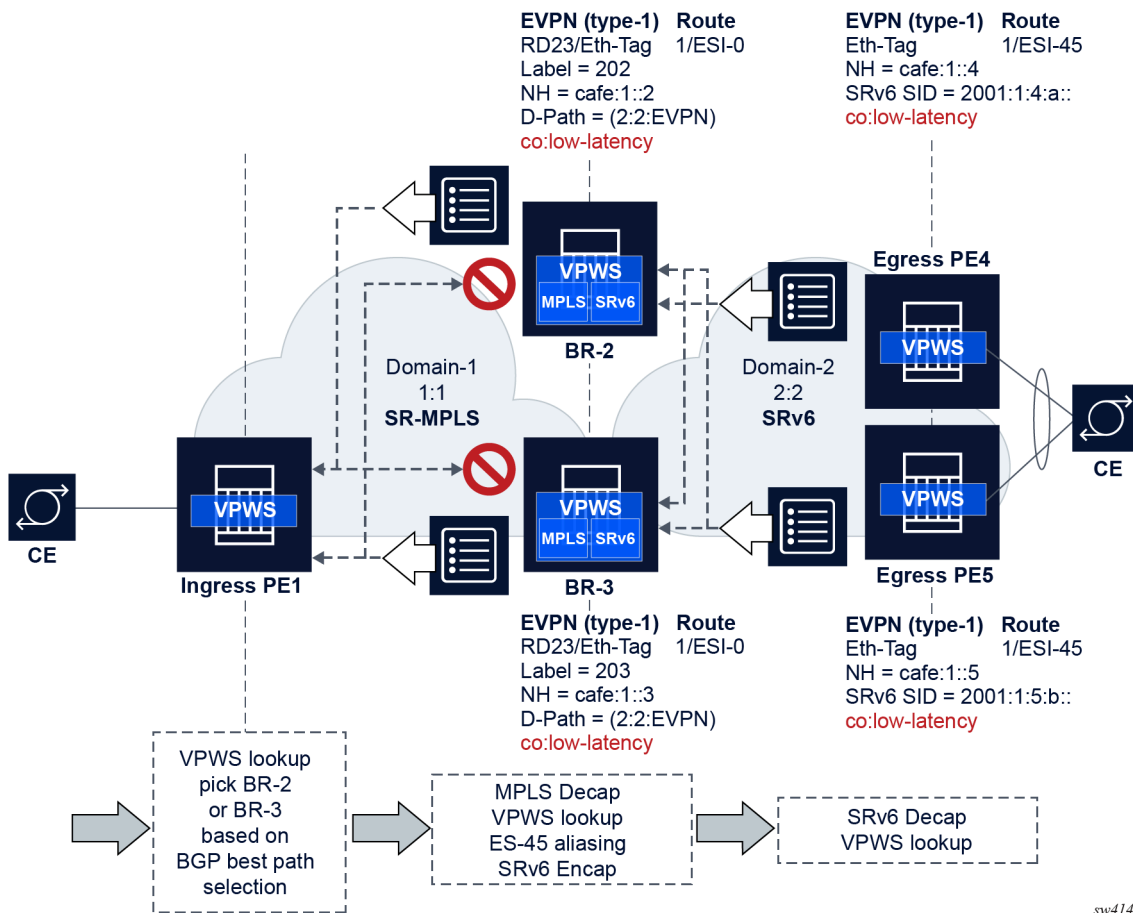 EVPN (type-1) Route
RD23/Eth-Tag 1/ESI-0
Label = 202
NH = cafe:1::2
D-Path = (2:2:EVPN)
co:low-latency
EVPN (type-1) Route
Eth-Tag 1/ESI-45
NH = cafe:1::4
SRv6 SID = 2001:1:4:a::
co:low-latency
VPWS
MPLS SRv6
BR-2
Egress PE4
VPWS
Domain-1
1:1
SR-MPLS
Domain-2
2:2
SRv6
CE
VPWS
CE
Ingress PE1
VPWS
MPLS SRv6
BR-3
VPWS
Egress PE5
EVPN (type-1) Route
RD23/Eth-Tag 1/ESI-0
Label = 203
NH = cafe:1::3
D-Path = (2:2:EVPN)
co:low-latency
EVPN (type-1) Route
Eth-Tag 1/ESI-45
NH = cafe:1::5
SRv6 SID = 2001:1:5:b::
co:low-latency
VPWS lookup
pick BR-2
or BR-3
based on
BGP best path
selection
MPLS Decap
VPWS lookup
ES-45 aliasing
SRv6 Encap
SRv6 Decap
VPWS lookup
sw414